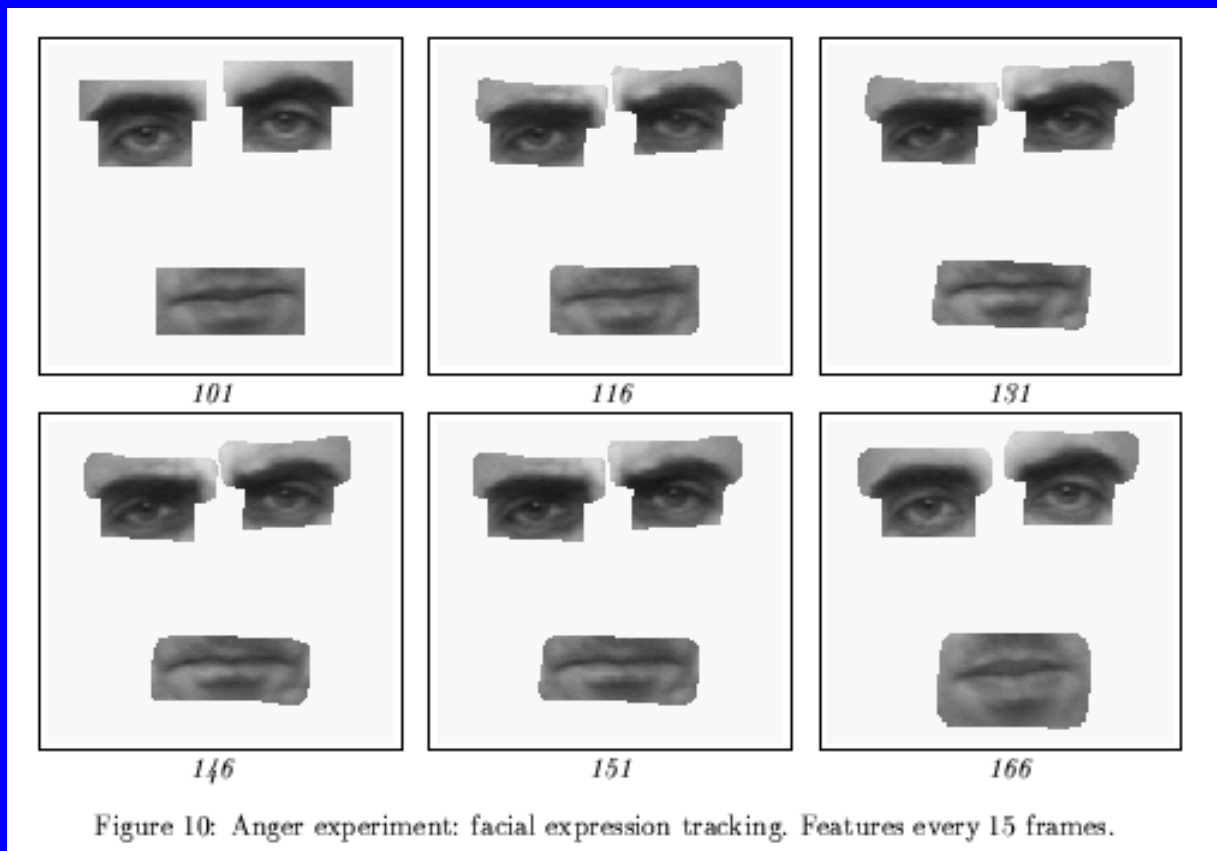 101 116 131
146 151 166
Figure 10: Anger experiment: facial expression tracking. Features every 15 frames.